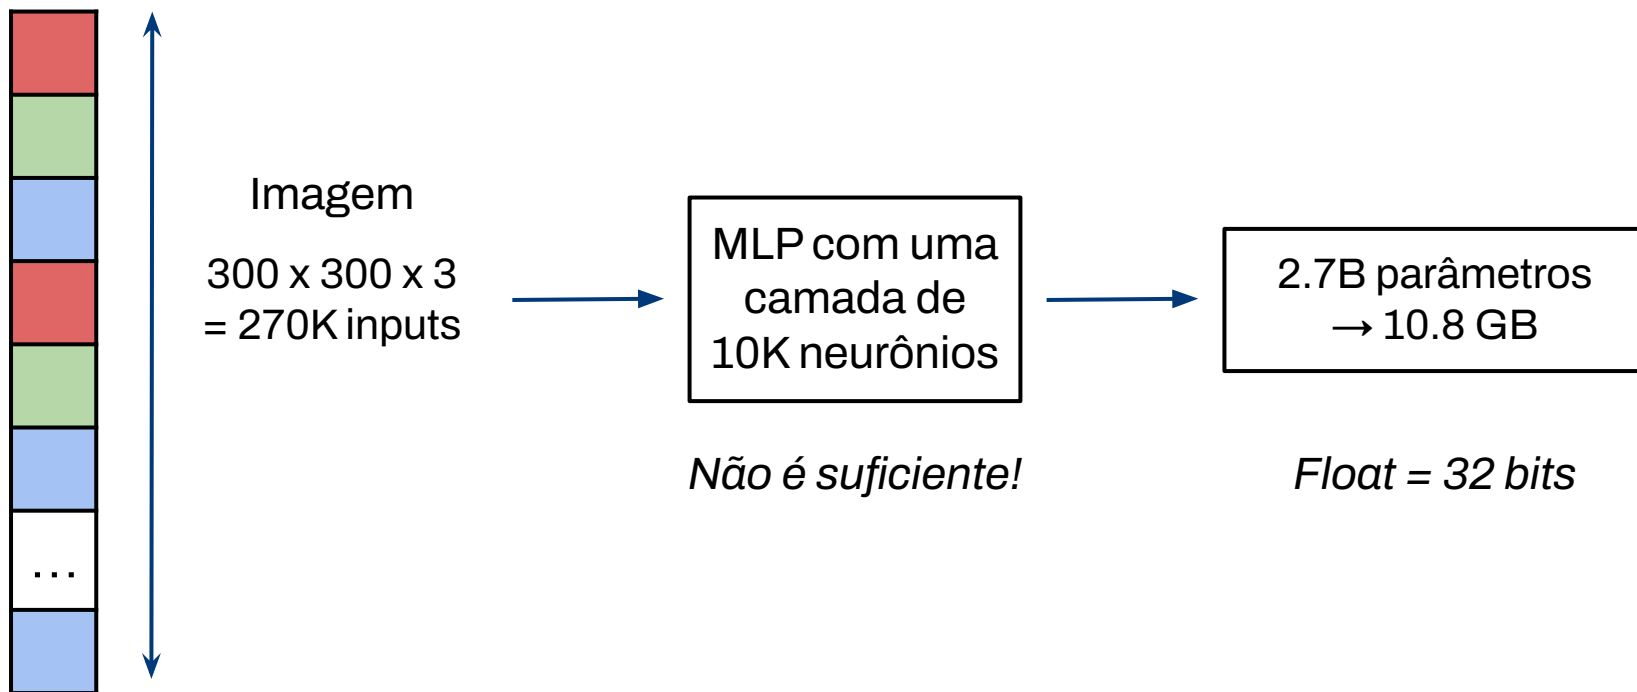 ...
Imagem
300 x 300 x 3
= 270K inputs
MLP com uma
camada de
10K neurônios
Não é suficiente!
2.7B parâmetros
→ 10.8 GB
Float = 32 bits